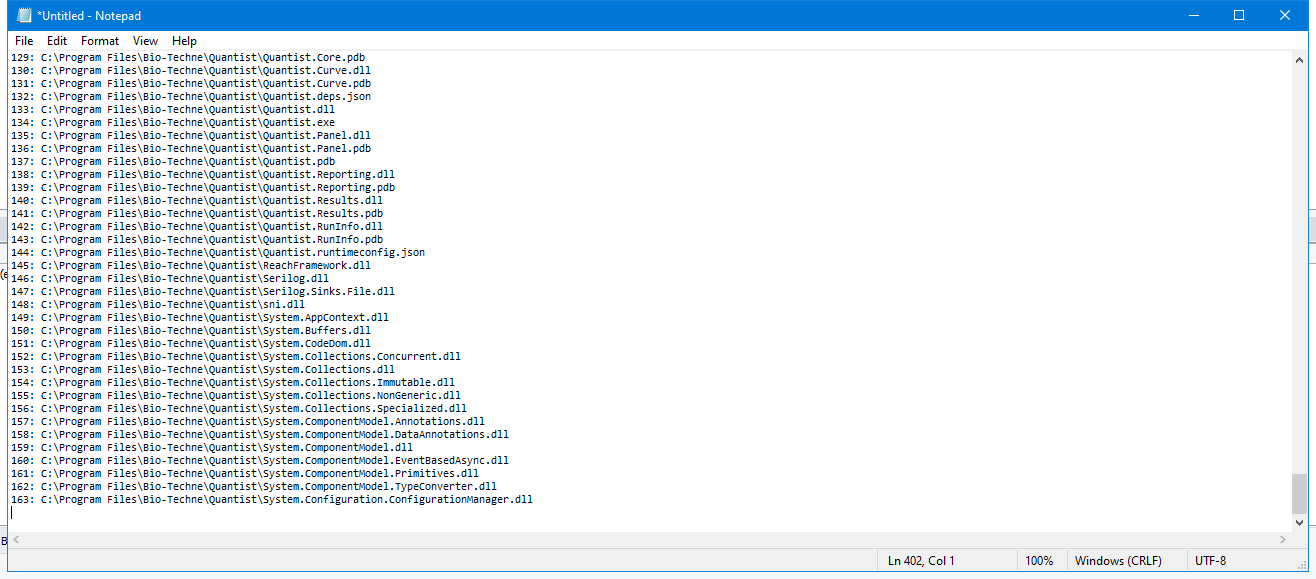 *Untitled - Notepad
File Edit Format View Help
129: C:\Program Files\Bio-Techne\Quantist\Quantist.Core.pdb
130: C:\Program Files\Bio-Techne\Quantist\Quantist.Curve.dll
131: C:\Program Files\Bio-Techne\Quantist\Quantist.Curve.pdb
132: C:\Program Files\Bio-Techne\Quantist\Quantist.deps.json
133: C:\Program Files\Bio-Techne\Quantist\Quantist.dll
134: C:\Program Files\Bio-Techne\Quantist\Quantist.exe
135: C:\Program Files\Bio-Techne\Quantist\Quantist.Panel.dll
136: C:\Program Files\Bio-Techne\Quantist\Quantist.Panel.pdb
137: C:\Program Files\Bio-Techne\Quantist\Quantist.pdb
138: C:\Program Files\Bio-Techne\Quantist\Quantist.Reporting.dll
139: C:\Program Files\Bio-Techne\Quantist\Quantist.Reporting.pdb
140: C:\Program Files\Bio-Techne\Quantist\Quantist.Results.dll
141: C:\Program Files\Bio-Techne\Quantist\Quantist.Results.pdb
142: C:\Program Files\Bio-Techne\Quantist\Quantist.RunInfo.dll
143: C:\Program Files\Bio-Techne\Quantist\Quantist.RunInfo.pdb
144: C:\Program Files\Bio-Techne\Quantist\Quantist.runtimeconfig.json
145: C:\Program Files\Bio-Techne\Quantist\ReachFramework.dll
146: C:\Program Files\Bio-Techne\Quantist\Serilog.dll
147: C:\Program Files\Bio-Techne\Quantist\Serilog.Sinks.File.dll
148: C:\Program Files\Bio-Techne\Quantist\sni.dll
149: C:\Program Files\Bio-Techne\Quantist\System.AppContext.dll
150: C:\Program Files\Bio-Techne\Quantist\System.Buffers.dll
151: C:\Program Files\Bio-Techne\Quantist\System.CodeDom.dll
152: C:\Program Files\Bio-Techne\Quantist\System.Collections.Concurrent.dll
153: C:\Program Files\Bio-Techne\Quantist\System.Collections.dll
154: C:\Program Files\Bio-Techne\Quantist\System.Collections.Immutable.dll
155: C:\Program Files\Bio-Techne\Quantist\System.Collections.NonGeneric.dll
156: C:\Program Files\Bio-Techne\Quantist\System.Collections.Specialized.dll
157: C:\Program Files\Bio-Techne\Quantist\System.ComponentModel.Annotations.dll
158: C:\Program Files\Bio-Techne\Quantist\System.ComponentModel.DataAnnotations.dll
159: C:\Program Files\Bio-Techne\Quantist\System.ComponentModel.dll
160: C:\Program Files\Bio-Techne\Quantist\System.ComponentModel.EventBasedAsync.dll
161: C:\Program Files\Bio-Techne\Quantist\System.ComponentModel.Primitives.dll
162: C:\Program Files\Bio-Techne\Quantist\System.ComponentModel.TypeConverter.dll
163: C:\Program Files\Bio-Techne\Quantist\System.Configuration.ConfigurationManager.dll
Ln 402, Col 1 100% Windows (CRLF) UTF-8